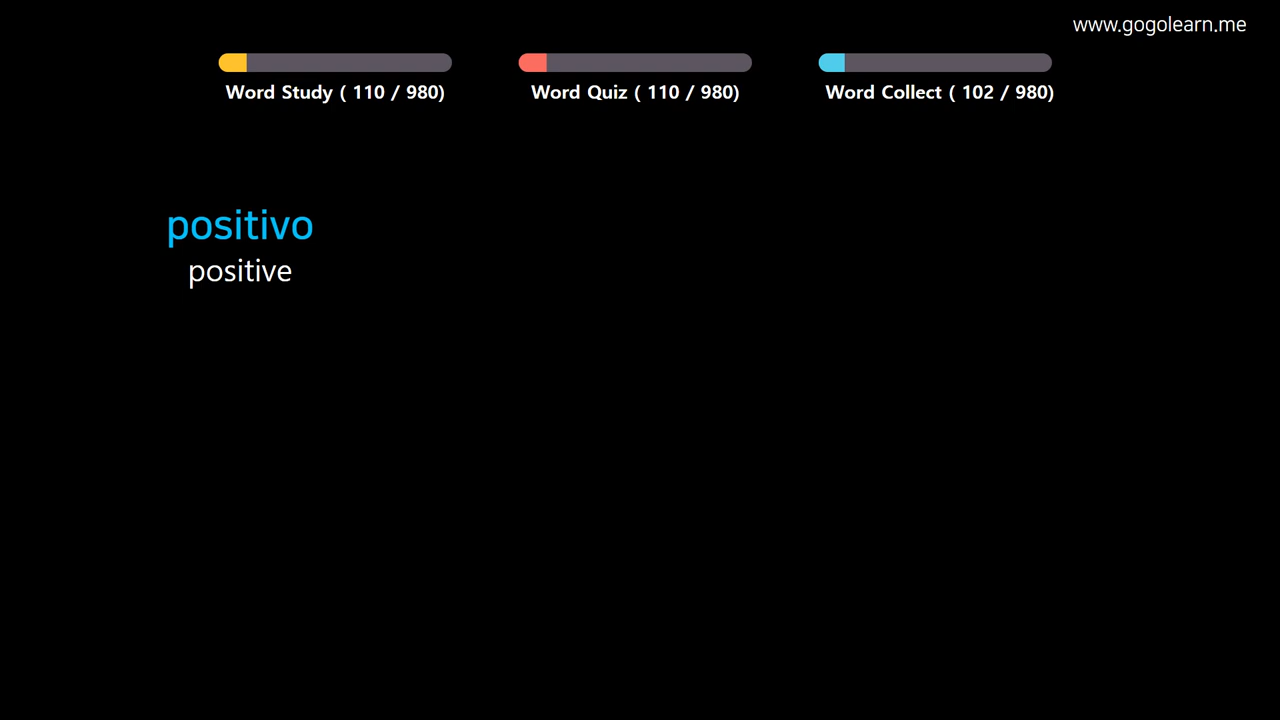 www.gogolearn.me
Word Study ( 110 / 980)
Word Quiz ( 110 / 980)
Word Collect ( 102 / 980)
positivo
positive